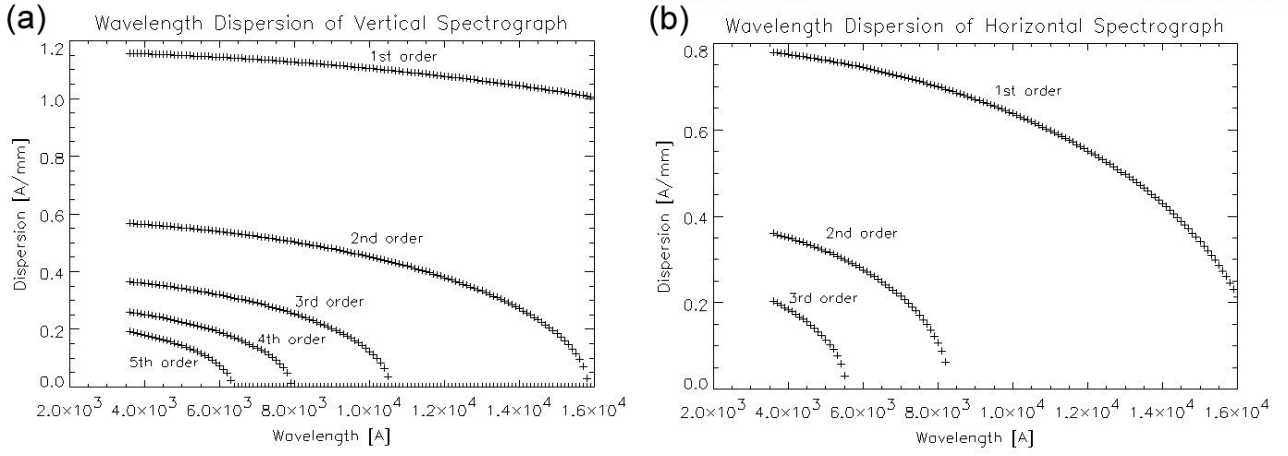 (a)
Wavelength Dispersion of Vertical Spectrograph
1.2
1.0
0.8
0.6
0.4
0.2
0.0
Dispersion [A/mm]
1st order
2nd order
3rd order
4th order
5th order
2.0×10³ 4.0×10³ 6.0×10³ 8.0×10³ 1.0×10⁴ 1.2×10⁴ 1.4×10⁴ 1.6×10⁴
Wavelength [A]
(b)
Wavelength Dispersion of Horizontal Spectrograph
0.8
0.6
0.4
0.2
0.0
Dispersion [A/mm]
1st order
2nd order
3rd order
2.0×10³ 4.0×10³ 6.0×10³ 8.0×10³ 1.0×10⁴ 1.2×10⁴ 1.4×10⁴ 1.6×10⁴
Wavelength [A]